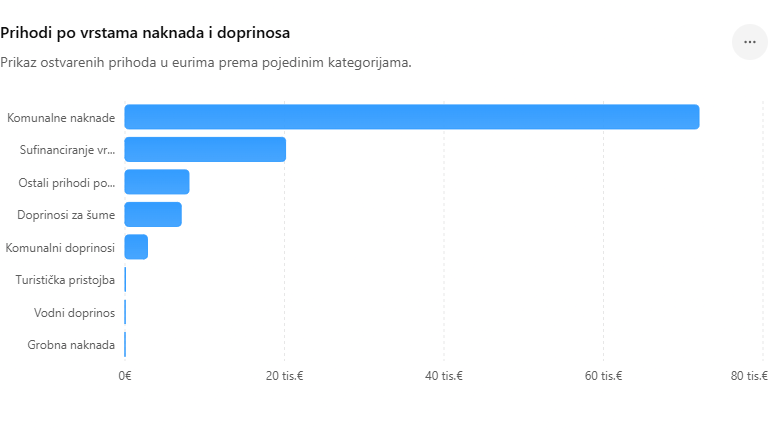 Prihodi po vrstama naknada i doprinosa
Prikaz ostvarenih prihoda u eurima prema pojedinim kategorijama.
Komunalne naknade
Sufinanciranje vr...
Ostali prihodi po...
Doprinosi za šume
Komunalni doprinosi
Turistička pristojba
Vodni doprinos
Grobna naknada
0€ 20 tis.€ 40 tis.€ 60 tis.€ 80 tis.€